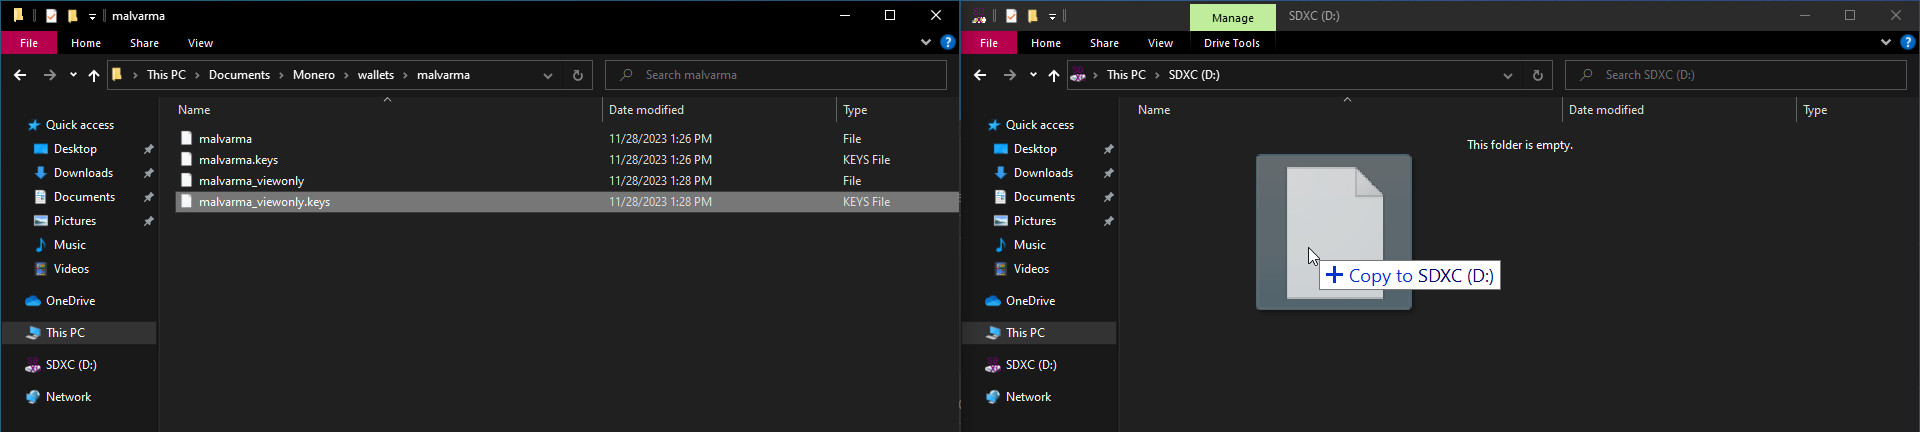 malvarma
File Home Share View
This PC Documents Monero wallets malvarma
Search malvarma
Quick access
Desktop
Downloads
Documents
Pictures
Music
Videos
OneDrive
This PC
SDXC (D:)
Network
Name Date modified Type
malvarma 11/28/2023 1:26 PM File
malvarma.keys 11/28/2023 1:26 PM KEYS File
malvarma_viewonly 11/28/2023 1:28 PM File
malvarma_viewonly.keys 11/28/2023 1:28 PM KEYS File
Manage SDXC (D:)
File Home Share View Drive Tools
This PC SDXC (D:)
Search SDXC (D:)
Quick access
Desktop
Downloads
Documents
Pictures
Music
Videos
OneDrive
This PC
SDXC (D:)
Network
Name Date modified Type
This folder is empty.
Copy to SDXC (D:)